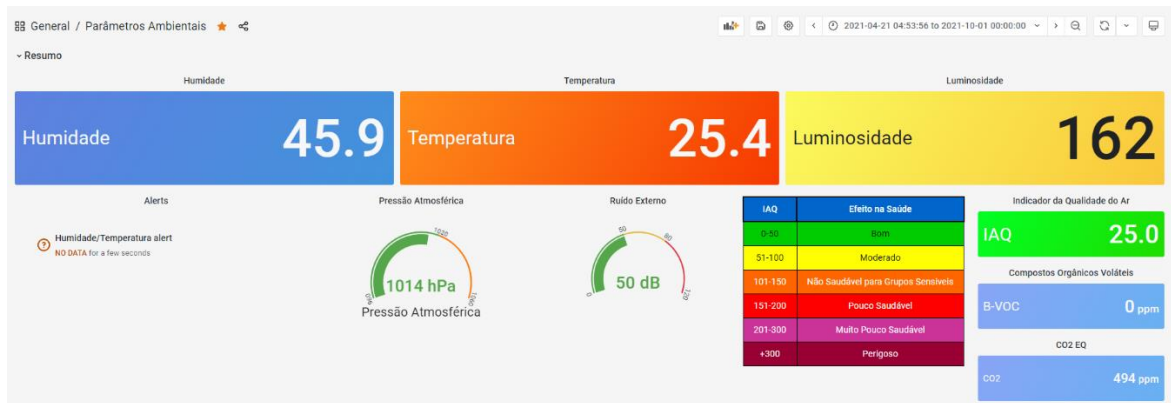 General / Parâmetros Ambientais
2021-04-21 04:53:56 to 2021-10-01 00:00:00
Resumo
Humidade
Temperatura
Luminosidade
Humidade 45.9
Temperatura 25.4
Luminosidade 162
Alerts
Humidade/Temperatura alert
NO DATA for a few seconds
Pressão Atmosférica
1020
960
1060
1014 hPa
Pressão Atmosférica
Ruído Externo
50
80
0
120
50 dB
IAQ Efeito na Saúde
0-50 Bom
51-100 Moderado
101-150 Não Saudável para Grupos Sensíveis
151-200 Pouco Saudável
201-300 Muito Pouco Saudável
+300 Perigoso
Indicador da Qualidade do Ar
IAQ 25.0
Compostos Orgânicos Voláteis
B-VOC 0 ppm
CO2 EQ
CO2 494 ppm